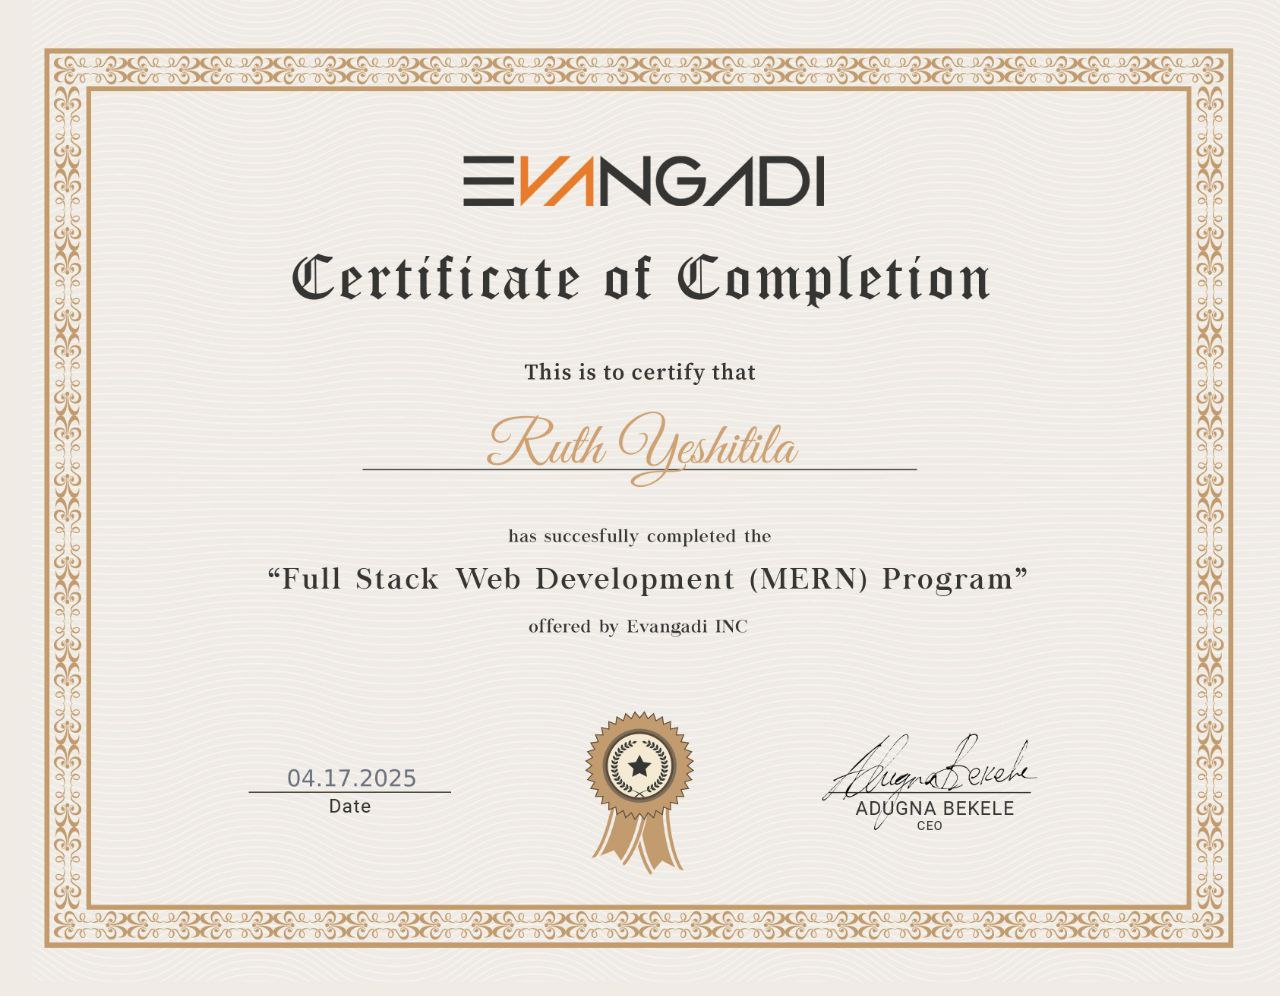 EVANGADI
Certificate of Completion
This is to certify that
Ruth Yeshitila
has succesfully completed the
“Full Stack Web Development (MERN) Program”
offered by Evangadi INC
04.17.2025
Date
Adugna Bekele
ADUGNA BEKELE
CEO